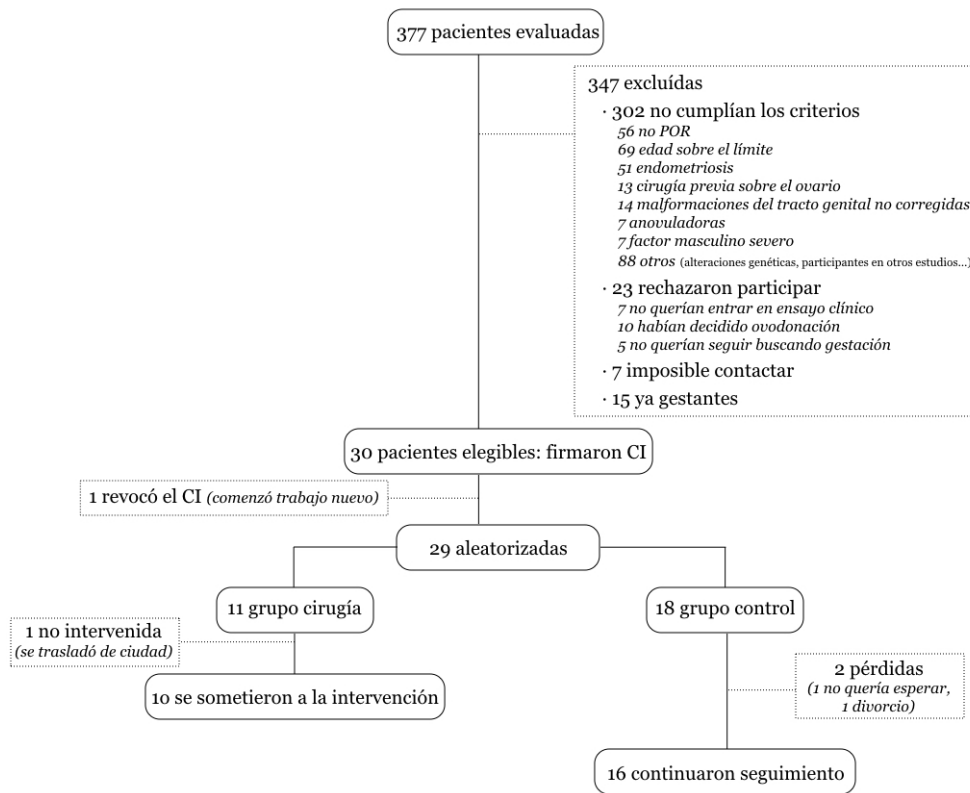 377 pacientes evaluadas
347 excluídas
· 302 no cumplían los criterios
56 no POR
69 edad sobre el límite
51 endometriosis
13 cirugía previa sobre el ovario
14 malformaciones del tracto genital no corregidas
7 anovuladoras
7 factor masculino severo
88 otros (alteraciones genéticas, participantes en otros estudios...)
· 23 rechazaron participar
7 no querían entrar en ensayo clínico
10 habían decidido ovodonación
5 no querían seguir buscando gestación
· 7 imposible contactar
· 15 ya gestantes
30 pacientes elegibles: firmaron CI
1 revocó el CI (comenzó trabajo nuevo)
29 aleatorizadas
11 grupo cirugía
18 grupo control
1 no intervenida
(se trasladó de ciudad)
10 se sometieron a la intervención
2 pérdidas
(1 no quería esperar,
1 divorcio)
16 continuaron seguimiento